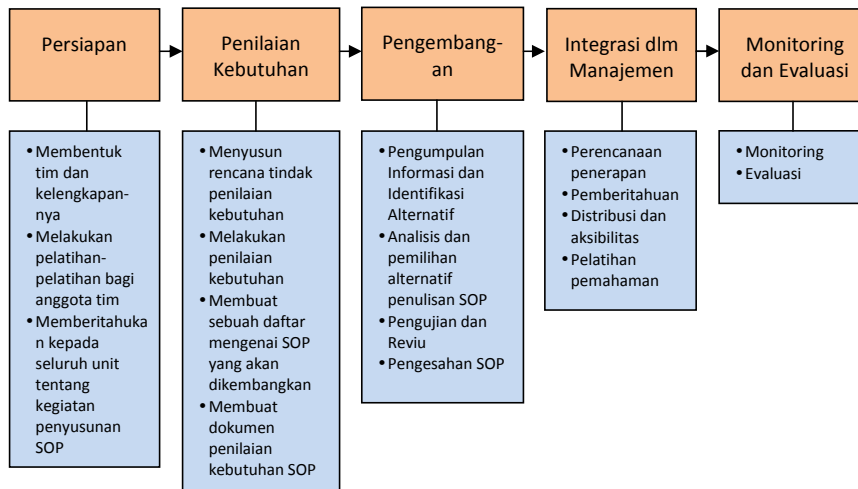 Persiapan
Penilaian
Kebutuhan
Pengembang-
an
Integrasi dlm
Manajemen
Monitoring
dan Evaluasi
• Membentuk
tim dan
kelengkapan-
nya
• Melakukan
pelatihan-
pelatihan bagi
anggota tim
• Memberitahuka
n kepada
seluruh unit
tentang
kegiatan
penyusunan
SOP
• Menyusun
rencana tindak
penilaian
kebutuhan
• Melakukan
penilaian
kebutuhan
• Membuat
sebuah daftar
mengenai SOP
yang akan
dikembangkan
• Membuat
dokumen
penilaian
kebutuhan SOP
• Pengumpulan
Informasi dan
Identifikasi
Alternatif
• Analisis dan
pemilihan
alternatif
penulisan SOP
• Pengujian dan
Reviu
• Pengesahan SOP
• Perencanaan
penerapan
• Pemberitahuan
• Distribusi dan
aksibilitas
• Pelatihan
pemahaman
• Monitoring
• Evaluasi